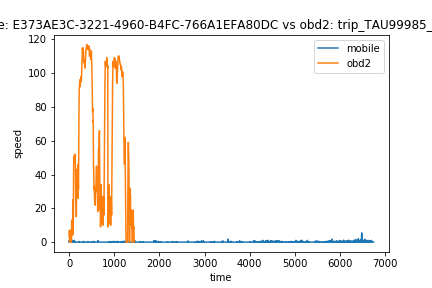 e: E373AE3C-3221-4960-B4FC-766A1EFA80DC vs obd2: trip_TAU99985_
mobile
obd2
speed
120
100
80
60
40
20
0
0 1000 2000 3000 4000 5000 6000 7000
time